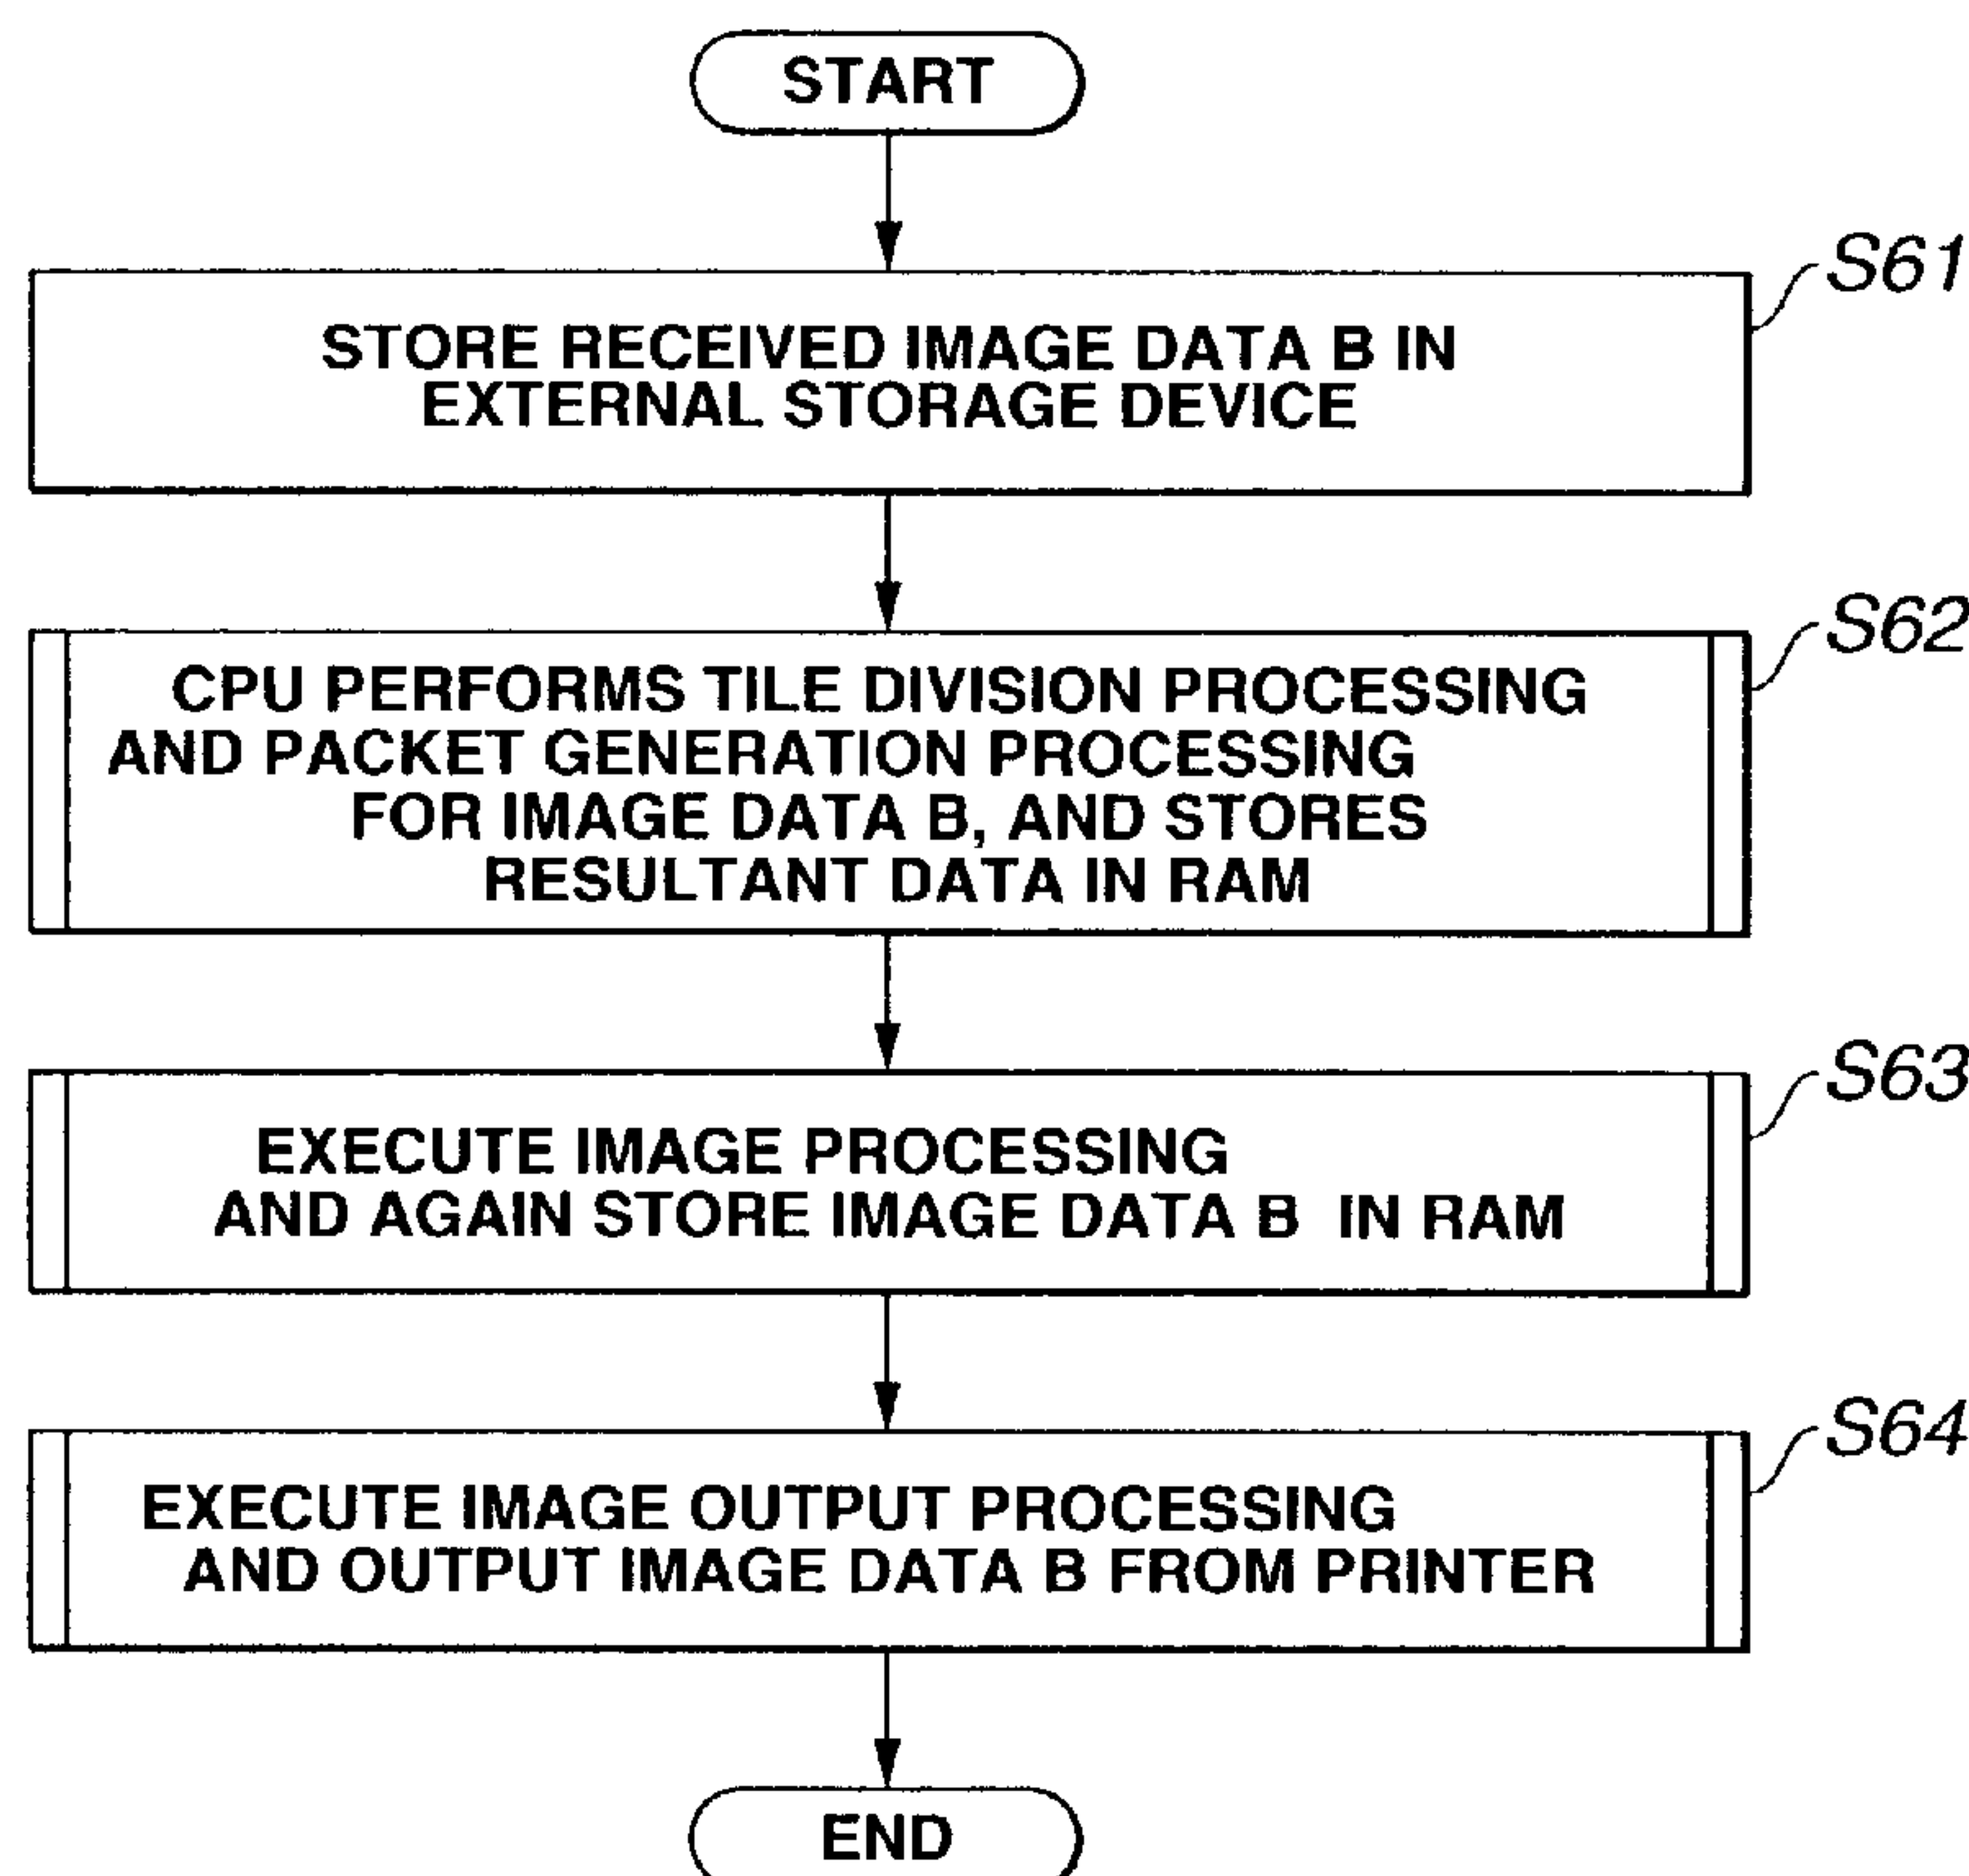 START
S61
STORE RECEIVED IMAGE DATA B IN
EXTERNAL STORAGE DEVICE
S62
CPU PERFORMS TILE DIVISION PROCESSING
AND PACKET GENERATION PROCESSING
FOR IMAGE DATA B, AND STORES
RESULTANT DATA IN RAM
S63
EXECUTE IMAGE PROCESSING
AND AGAIN STORE IMAGE DATA B IN RAM
S64
EXECUTE IMAGE OUTPUT PROCESSING
AND OUTPUT IMAGE DATA B FROM PRINTER
END